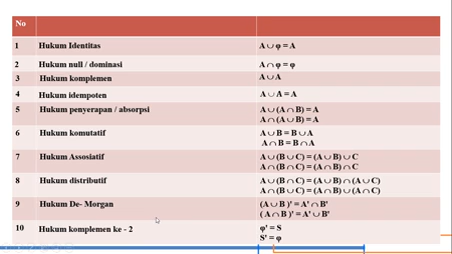 No
1 Hukum Identitas A ∪ φ = A
2 Hukum null / dominasi A ∩ φ = φ
3 Hukum komplemen A ∪ A
4 Hukum idempoten A ∪ A = A
5 Hukum penyerapan / absorpsi A ∪ (A ∩ B) = A
A ∩ (A ∪ B) = A
6 Hukum komutatif A ∪ B = B ∪ A
A ∩ B = B ∩ A
7 Hukum Assosiatif A ∪ (B ∪ C) = (A ∪ B) ∪ C
A ∩ (B ∩ C) = (A ∩ B) ∩ C
8 Hukum distributif A ∪ (B ∩ C) = (A ∪ B) ∩ (A ∪ C)
A ∩ (B ∪ C) = (A ∩ B) ∪ (A ∩ C)
9 Hukum De- Morgan (A ∪ B )' = A' ∩ B'
( A ∩ B )' = A' ∪ B'
10 Hukum komplemen ke - 2 φ' = S
S' = φ